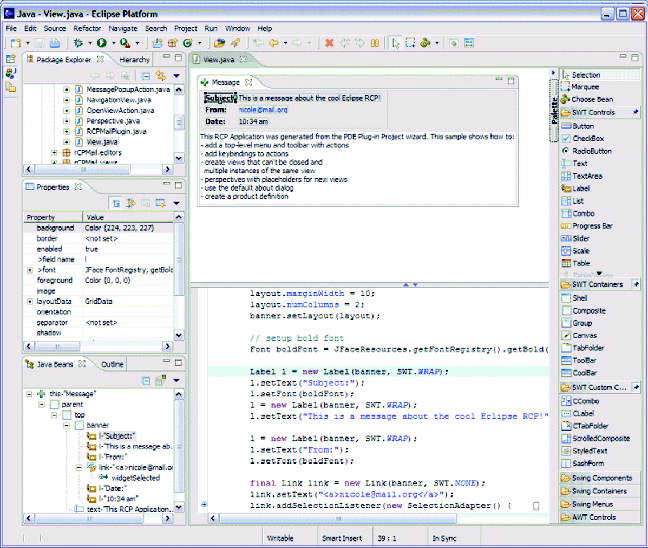 Java - View.java - Eclipse Platform
File Edit Source Refactor Navigate Search Project Run Window Help
Package Explorer Hierarchy
MessagePopupAction.java
NavigationView.java
OpenViewAction.java
Perspective.java
RCPMailPlugin.java
View.java
rCPMail.editors
rCPMail.views
Properties
Property Value
background Color {224, 223, 227}
border <not set>
enabled true
>field name l
>font JFace FontRegistry, getBold
foreground Color {0, 0, 0}
image
layoutData GridData
orientation
separator <not set>
shadow
Java Beans Outline
this-"Message"
parent
top
banner
l-"Subject:"
l-"This is a message ab
l-"From:"
link-"<a>nicole@mail.or
widgetSelected
l-"Date:"
l-"10:34 am"
text-"This RCP Application
View.java
Message
Subject: This is a message about the cool Eclipse RCP!
From: nicole@mail.org
Date: 10:34 am
This RCP Application was generated from the PDE Plug-in Project wizard. This sample shows how to:
- add a top-level menu and toolbar with actions
- add keybindings to actions
- create views that can't be closed and
multiple instances of the same view
- perspectives with placeholders for new views
- use the default about dialog
- create a product definition
layout.marginWidth = 10;
layout.numColumns = 2;
banner.setLayout(layout);
// setup bold font
Font boldFont = JFaceResources.getFontRegistry().getBold(
Label l = new Label(banner, SWT.WRAP);
l.setText("Subject:");
l.setFont(boldFont);
l = new Label(banner, SWT.WRAP);
l.setText("This is a message about the cool Eclipse RCP!"
l = new Label(banner, SWT.WRAP);
l.setText("From:");
l.setFont(boldFont);
final Link link = new Link(banner, SWT.NONE);
link.setText("<a>nicole@mail.org</a>");
link.addSelectionListener(new SelectionAdapter() {
Palette
Selection
Marquee
Choose Bean
SWT Controls
Button
CheckBox
RadioButton
Text
TextArea
Label
List
Combo
Progress Bar
Slider
Scale
Table
SWT Containers
Shell
Composite
Group
Canvas
TabFolder
ToolBar
CoolBar
SWT Custom C...
CCombo
CLabel
CTabFolder
ScrolledComposite
StyledText
SashForm
Swing Components
Swing Containers
Swing Menus
AWT Controls
Writable Smart Insert 39 : 1 In Sync